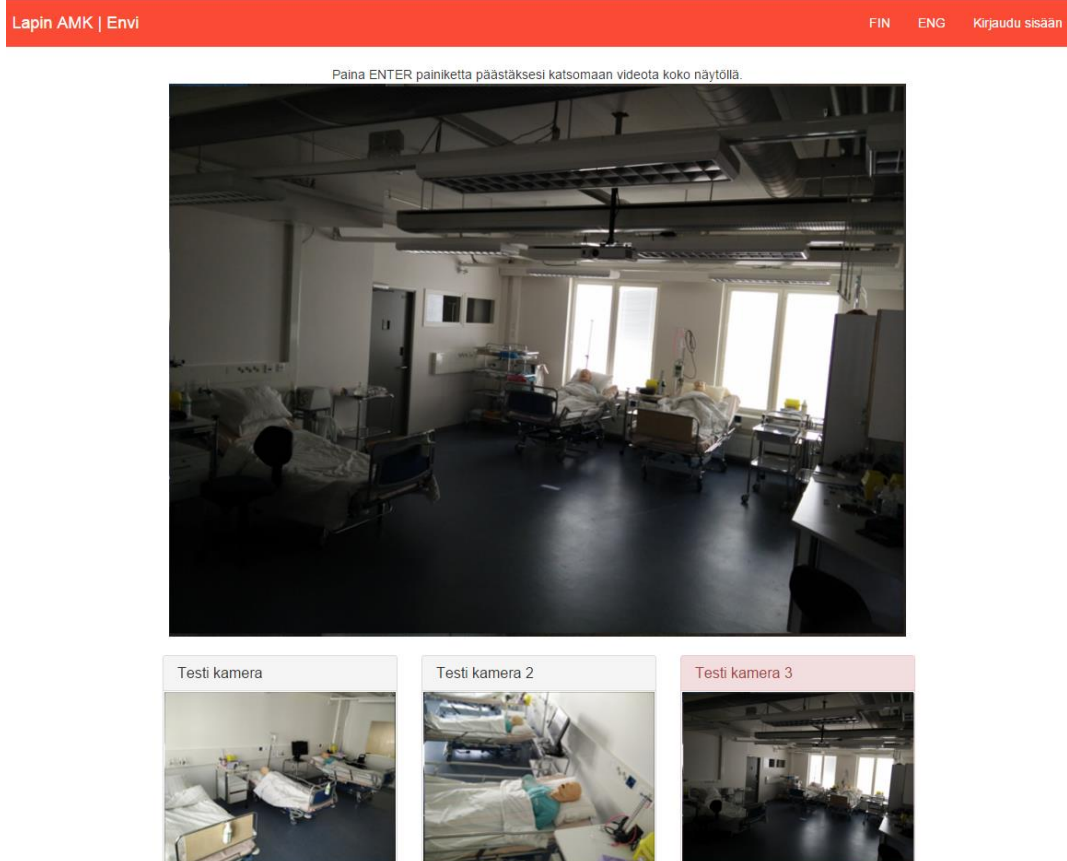 Lapin AMK | Envi
FIN ENG Kirjaudu sisään
Paina ENTER painiketta päästäksesi katsomaan videota koko näytöllä.
Testi kamera
Testi kamera 2
Testi kamera 3